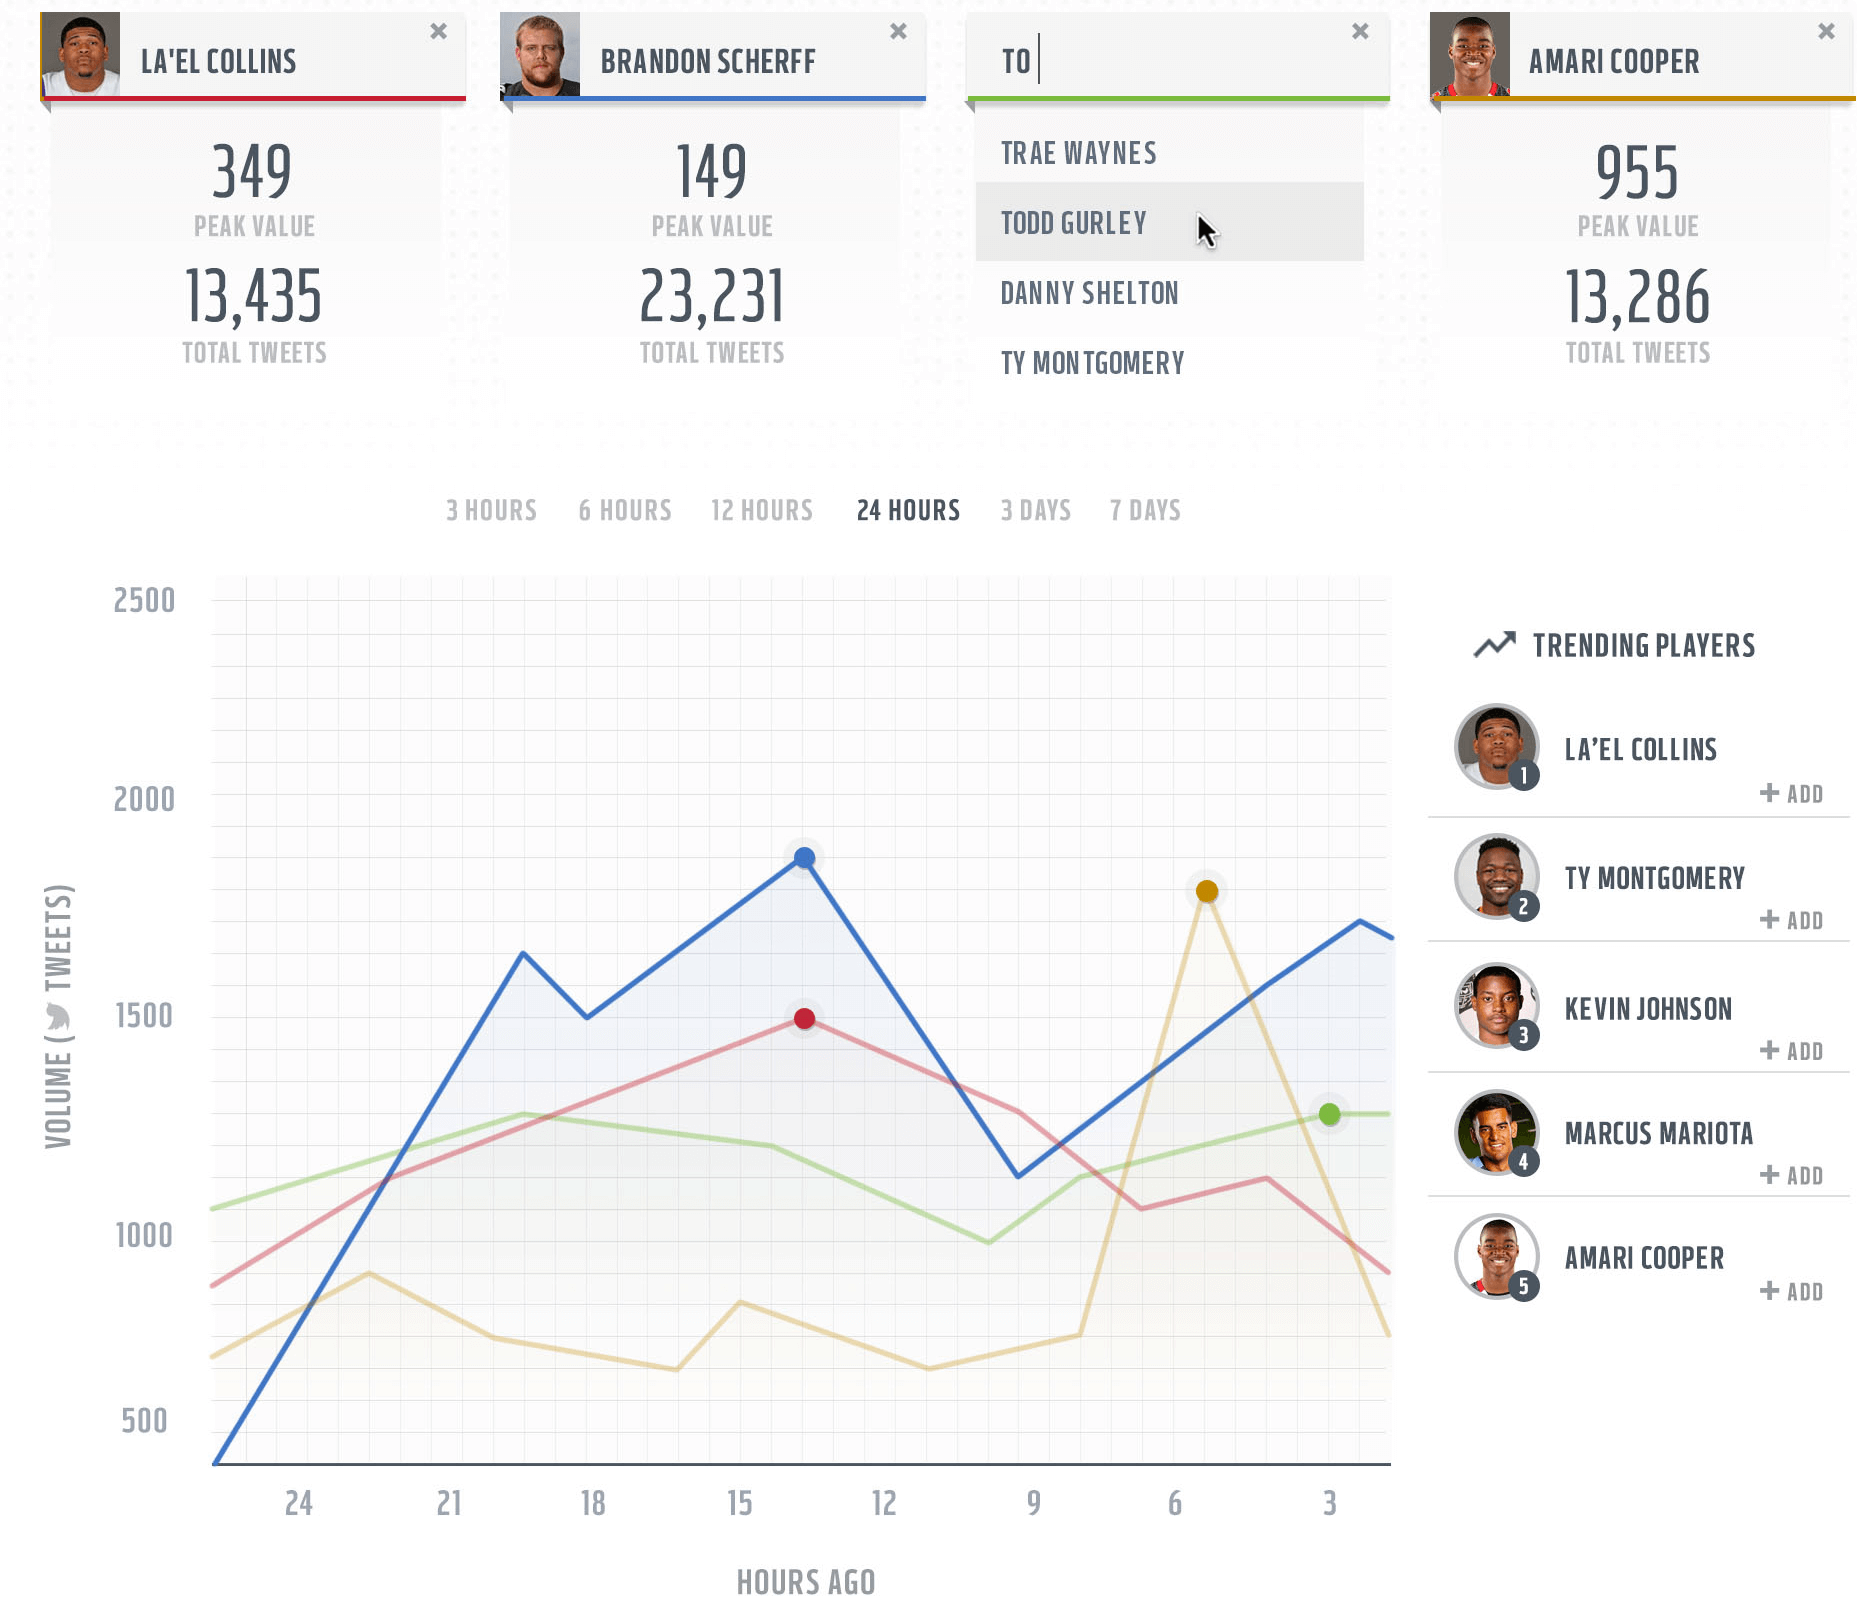 LA'EL COLLINS
349
PEAK VALUE
13,435
TOTAL TWEETS
BRANDON SCHERFF
149
PEAK VALUE
23,231
TOTAL TWEETS
TO
TRAE WAYNES
TODD GURLEY
DANNY SHELTON
TY MONTGOMERY
AMARI COOPER
955
PEAK VALUE
13,286
TOTAL TWEETS
3 HOURS 6 HOURS 12 HOURS 24 HOURS 3 DAYS 7 DAYS
VOLUME ( TWEETS)
2500
2000
1500
1000
500
24 21 18 15 12 9 6 3
HOURS AGO
TRENDING PLAYERS
1 LA’EL COLLINS
+ ADD
2 TY MONTGOMERY
+ ADD
3 KEVIN JOHNSON
+ ADD
4 MARCUS MARIOTA
+ ADD
5 AMARI COOPER
+ ADD